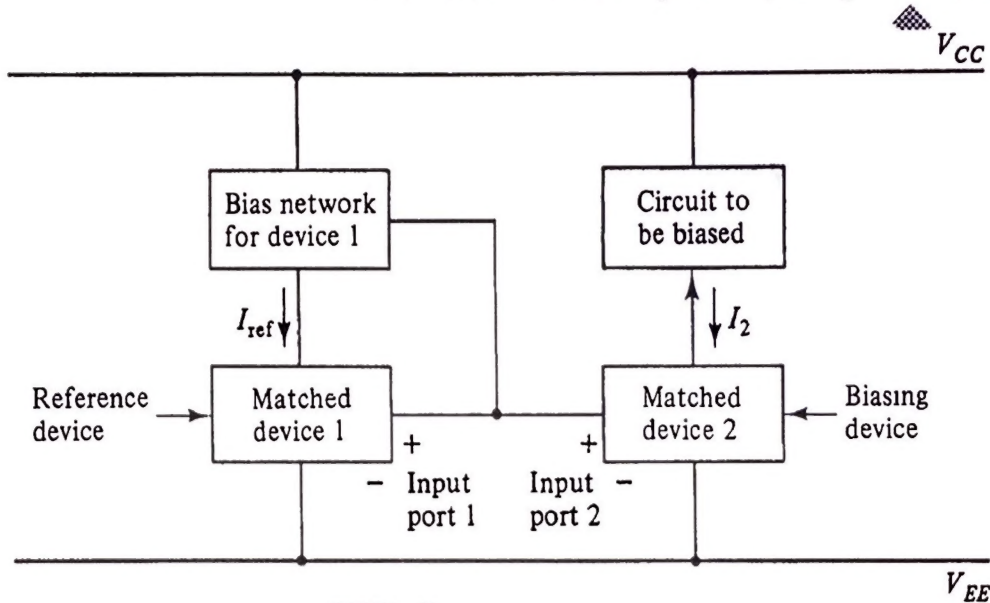 V_CC
Bias network
for device 1
Circuit to
be biased
I_ref
I_2
Reference
device
Matched
device 1
Matched
device 2
Biasing
device
+
+
− Input
port 1
Input −
port 2
V_EE